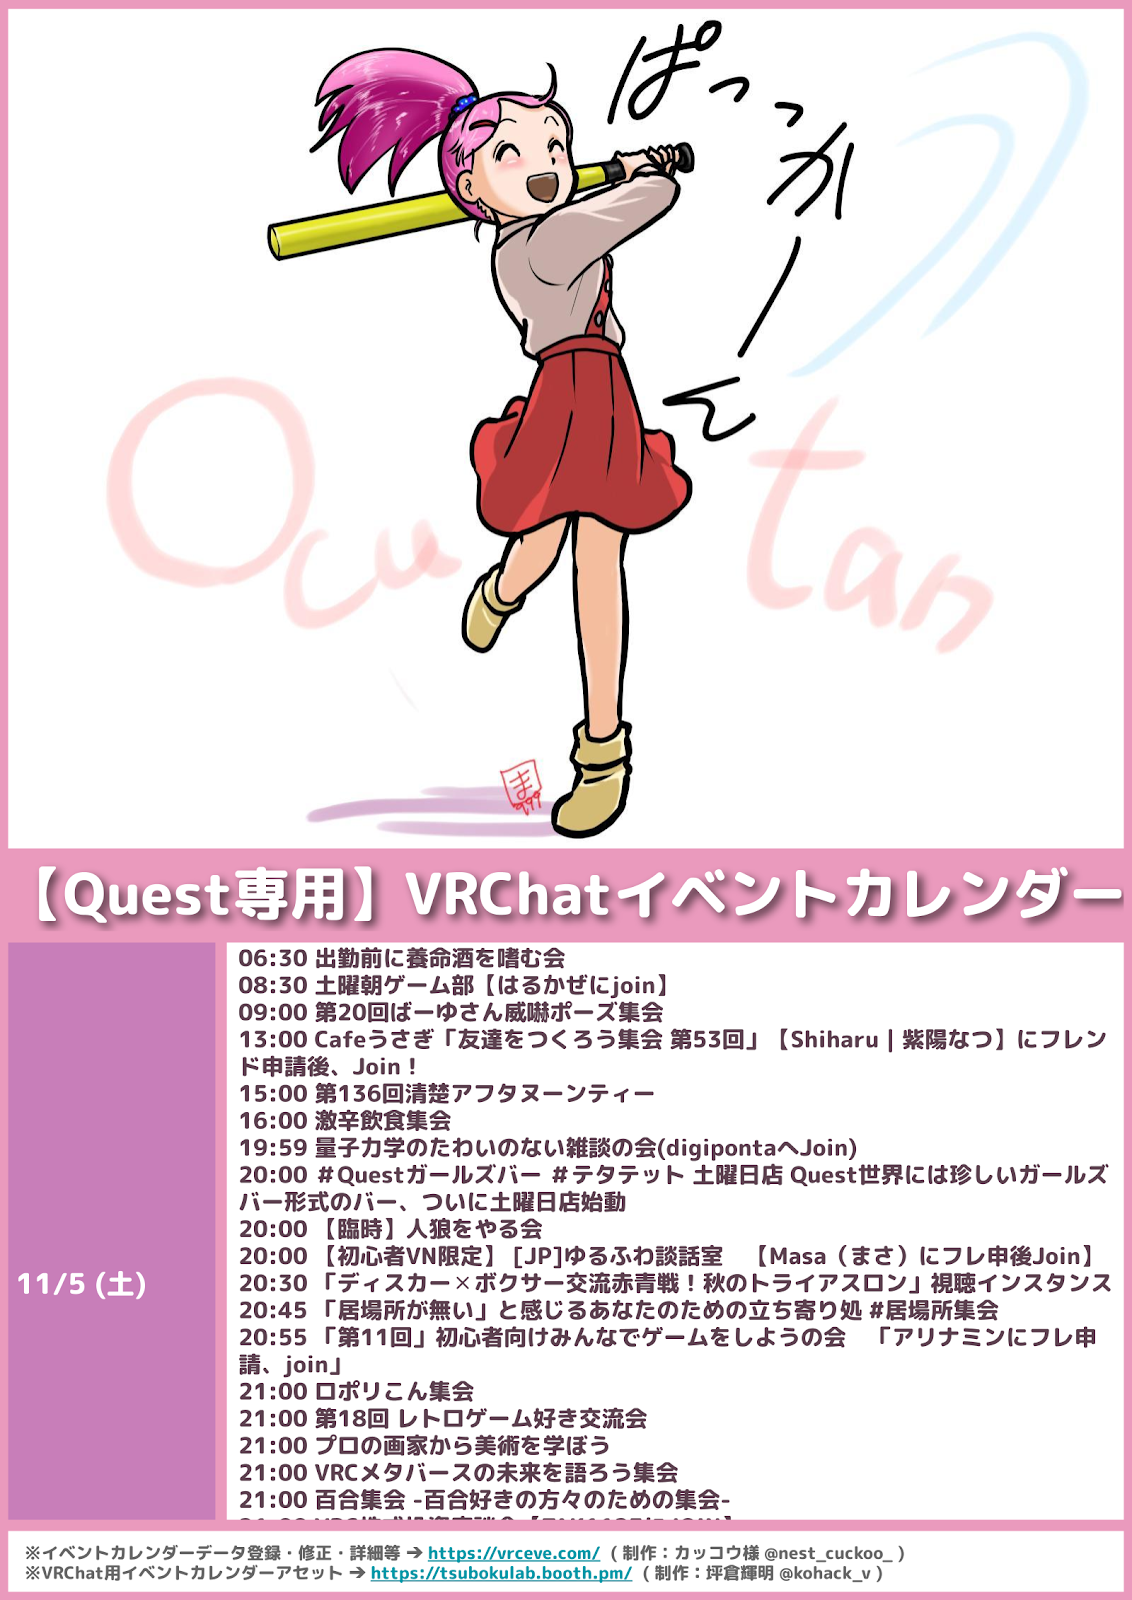 ぱっっかーん
Qcu tan
ま
999
【Quest専用】VRChatイベントカレンダー
11/5 (土)
06:30 出勤前に養命酒を嗜む会
08:30 土曜朝ゲーム部【はるかぜにjoin】
09:00 第20回ばーゆさん威嚇ポーズ集会
13:00 Cafeうさぎ「友達をつくろう集会 第53回」【Shiharu | 紫陽なつ】にフレン
ド申請後、Join！
15:00 第136回清楚アフタヌーンティー
16:00 激辛飲食集会
19:59 量子力学のたわいのない雑談の会(digipontaへJoin)
20:00 ＃Questガールズバー ＃テタテット 土曜日店 Quest世界には珍しいガールズ
バー形式のバー、ついに土曜日店始動
20:00 【臨時】人狼をやる会
20:00 【初心者VN限定】 [JP]ゆるふわ談話室　【Masa（まさ）にフレ申後Join】
20:30 「ディスカー×ボクサー交流赤青戦！秋のトライアスロン」視聴インスタンス
20:45 「居場所が無い」と感じるあなたのための立ち寄り処 #居場所集会
20:55 「第11回」初心者向けみんなでゲームをしようの会　「アリナミンにフレ申
請、join」
21:00 ロポリこん集会
21:00 第18回 レトロゲーム好き交流会
21:00 プロの画家から美術を学ぼう
21:00 VRCメタバースの未来を語ろう集会
21:00 百合集会 -百合好きの方々のための集会-
※イベントカレンダーデータ登録・修正・詳細等 ➔ https://vrceve.com/ （ 制作：カッコウ様 @nest_cuckoo_ ）
※VRChat用イベントカレンダーアセット ➔ https://tsubokulab.booth.pm/ （ 制作：坪倉輝明 @kohack_v ）